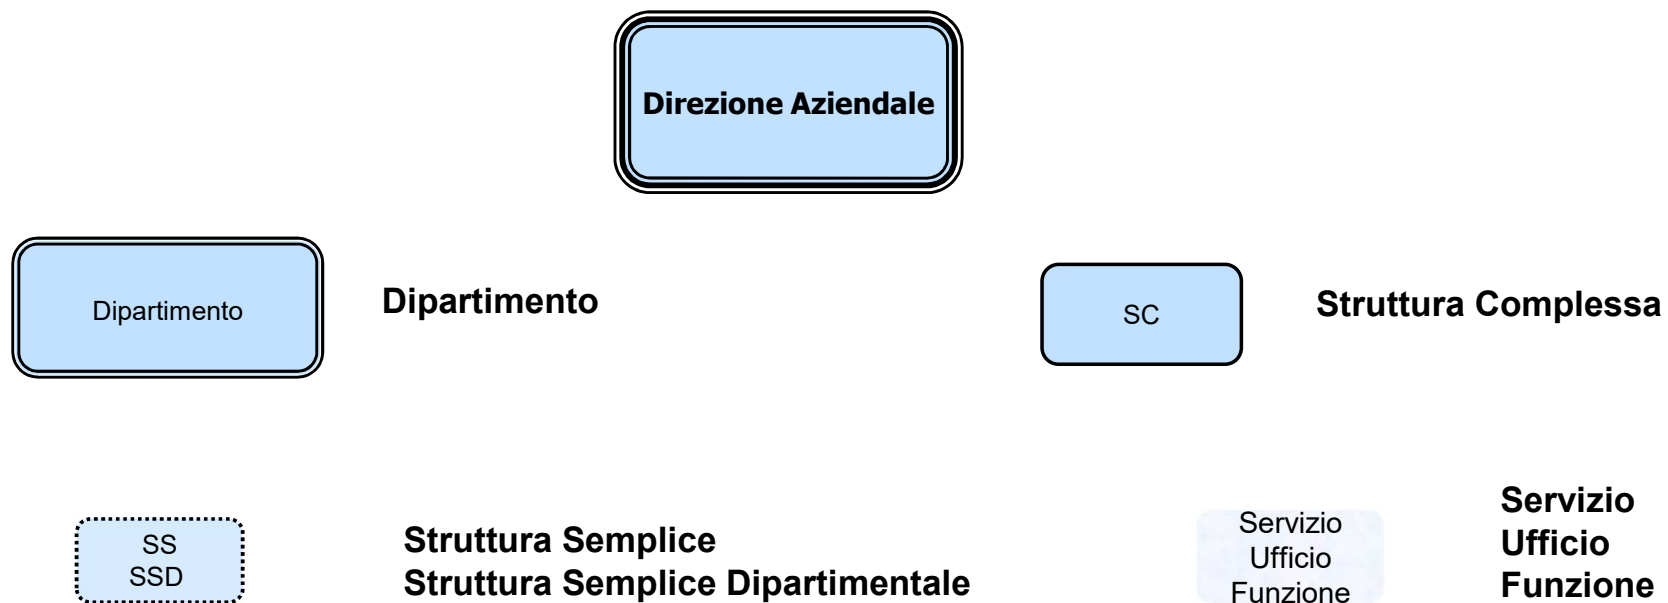 Direzione Aziendale
Dipartimento
Dipartimento
SC
Struttura Complessa
SS
SSD
Struttura Semplice
Struttura Semplice Dipartimentale
Servizio
Ufficio
Funzione
Servizio
Ufficio
Funzione